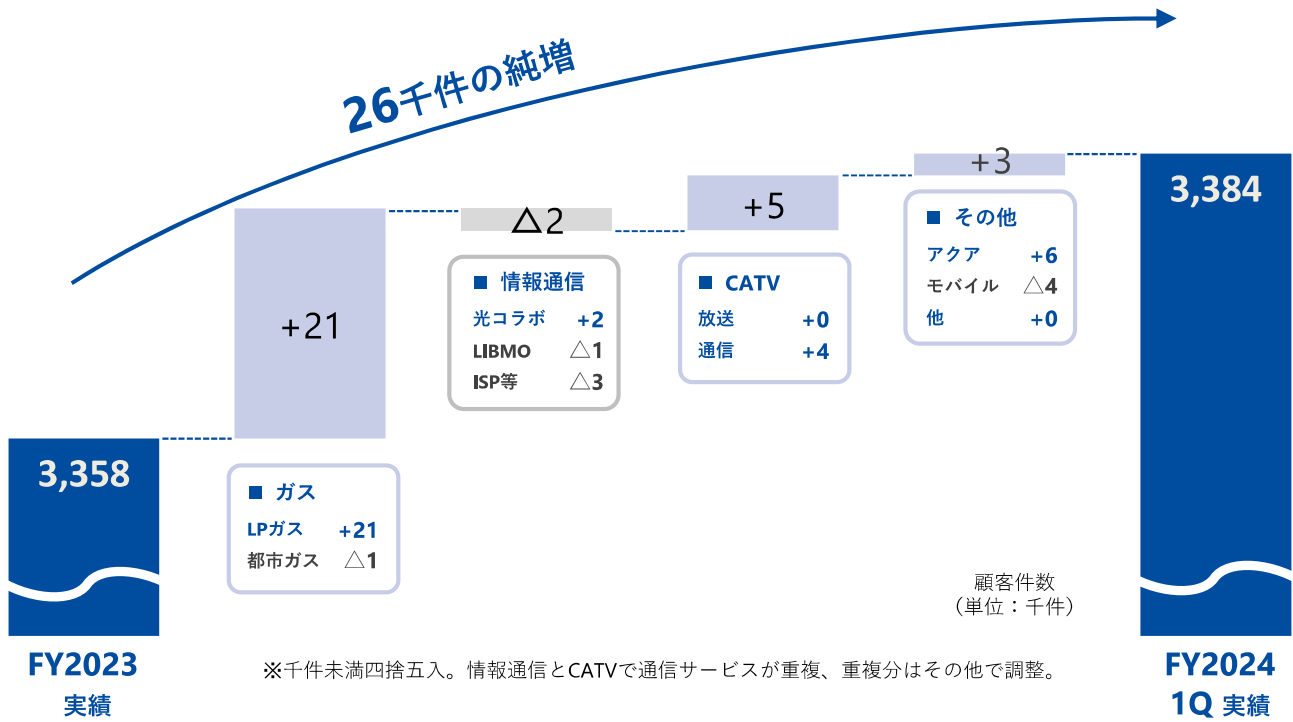 26千件の純増
3,358
+21
■ ガス
LPガス +21
都市ガス △1
△2
■ 情報通信
光コラボ +2
LIBMO △1
ISP等 △3
+5
■ CATV
放送 +0
通信 +4
+3
■ その他
アクア +6
モバイル △4
他 +0
3,384
顧客件数
（単位：千件）
FY2023
実績
※千件未満四捨五入。情報通信とCATVで通信サービスが重複、重複分はその他で調整。
FY2024
1Q 実績